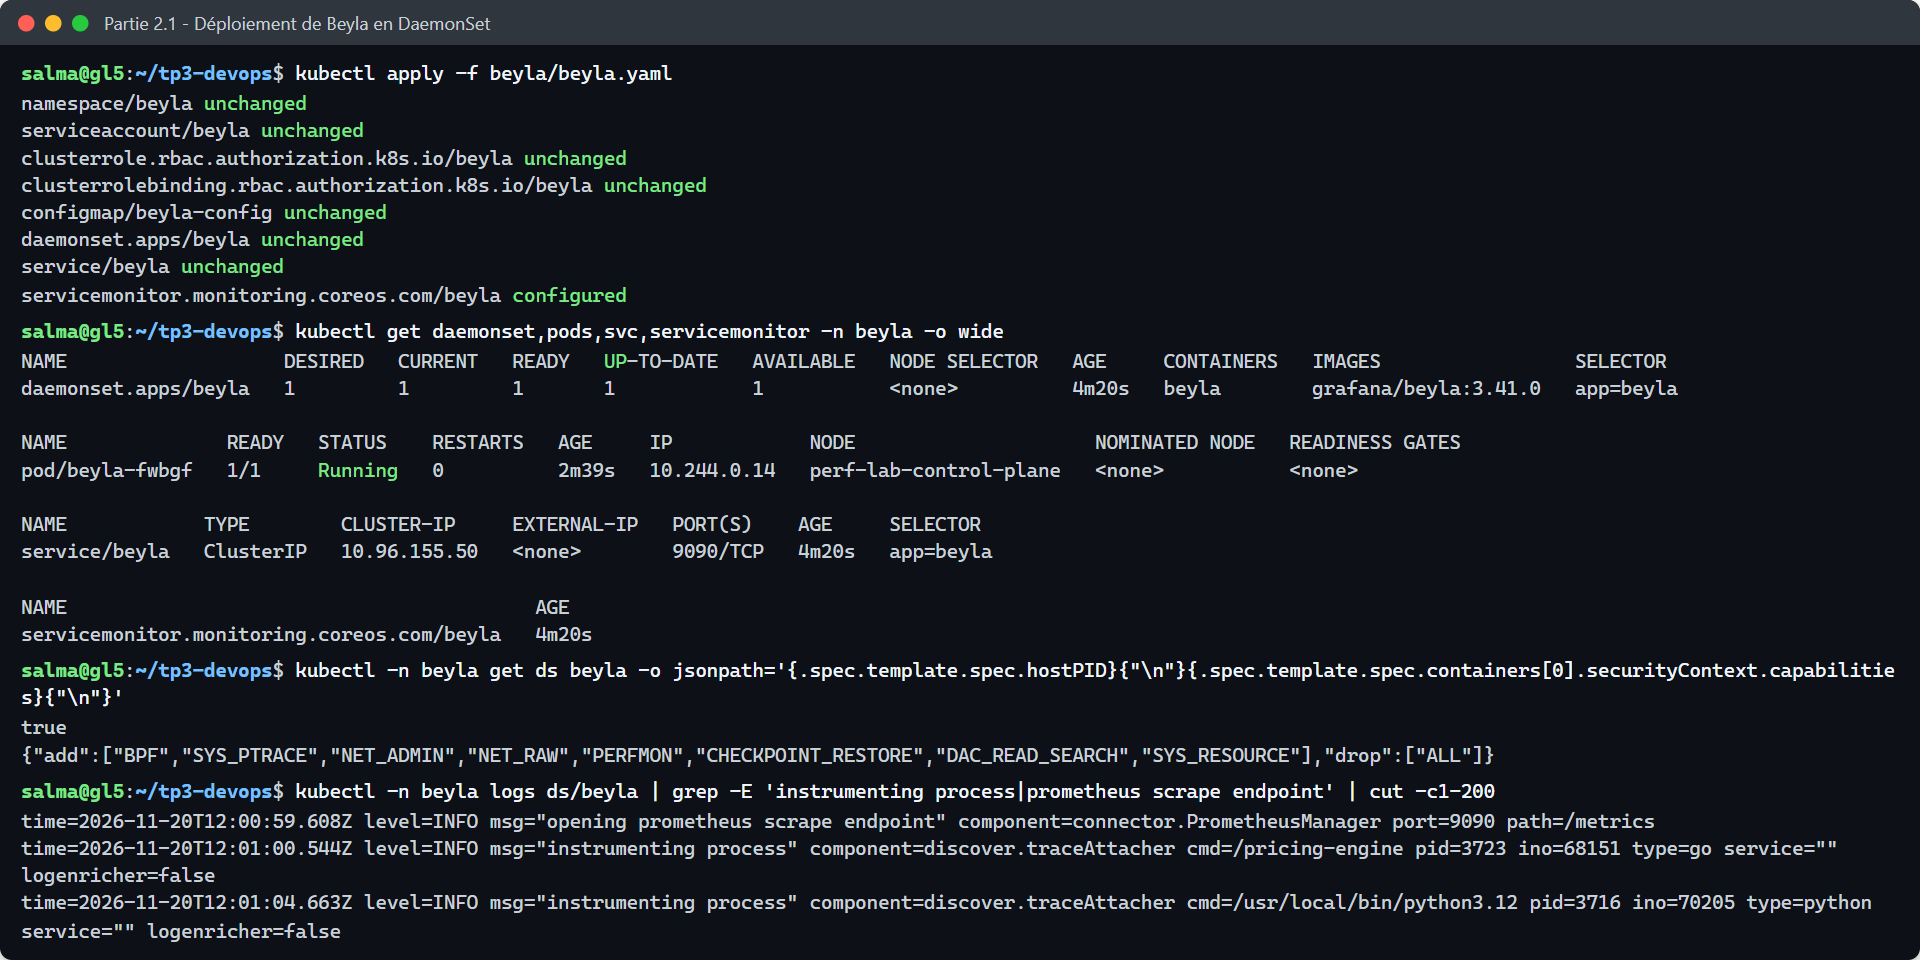 Partie 2.1 - Déploiement de Beyla en DaemonSet
salma@gl5:~/tp3-devops$ kubectl apply -f beyla/beyla.yaml
namespace/beyla unchanged
serviceaccount/beyla unchanged
clusterrole.rbac.authorization.k8s.io/beyla unchanged
clusterrolebinding.rbac.authorization.k8s.io/beyla unchanged
configmap/beyla-config unchanged
daemonset.apps/beyla unchanged
service/beyla unchanged
servicemonitor.monitoring.coreos.com/beyla configured
salma@gl5:~/tp3-devops$ kubectl get daemonset,pods,svc,servicemonitor -n beyla -o wide
NAME                   DESIRED   CURRENT   READY   UP-TO-DATE   AVAILABLE   NODE SELECTOR   AGE     CONTAINERS   IMAGES                 SELECTOR
daemonset.apps/beyla   1         1         1       1            1           <none>          4m20s   beyla        grafana/beyla:3.41.0   app=beyla
NAME              READY   STATUS    RESTARTS   AGE     IP            NODE                     NOMINATED NODE   READINESS GATES
pod/beyla-fwbgf   1/1     Running   0          2m39s   10.244.0.14   perf-lab-control-plane   <none>           <none>
NAME            TYPE        CLUSTER-IP     EXTERNAL-IP   PORT(S)    AGE     SELECTOR
service/beyla   ClusterIP   10.96.155.50   <none>        9090/TCP   4m20s   app=beyla
NAME                                         AGE
servicemonitor.monitoring.coreos.com/beyla   4m20s
salma@gl5:~/tp3-devops$ kubectl -n beyla get ds beyla -o jsonpath='{.spec.template.spec.hostPID}{"\n"}{.spec.template.spec.containers[0].securityContext.capabilitie
s}{"\n"}'
true
{"add":["BPF","SYS_PTRACE","NET_ADMIN","NET_RAW","PERFMON","CHECKPOINT_RESTORE","DAC_READ_SEARCH","SYS_RESOURCE"],"drop":["ALL"]}
salma@gl5:~/tp3-devops$ kubectl -n beyla logs ds/beyla | grep -E 'instrumenting process|prometheus scrape endpoint' | cut -c1-200
time=2026-11-20T12:00:59.608Z level=INFO msg="opening prometheus scrape endpoint" component=connector.PrometheusManager port=9090 path=/metrics
time=2026-11-20T12:01:00.544Z level=INFO msg="instrumenting process" component=discover.traceAttacher cmd=/pricing-engine pid=3723 ino=68151 type=go service=""
logenricher=false
time=2026-11-20T12:01:04.663Z level=INFO msg="instrumenting process" component=discover.traceAttacher cmd=/usr/local/bin/python3.12 pid=3716 ino=70205 type=python
service="" logenricher=false